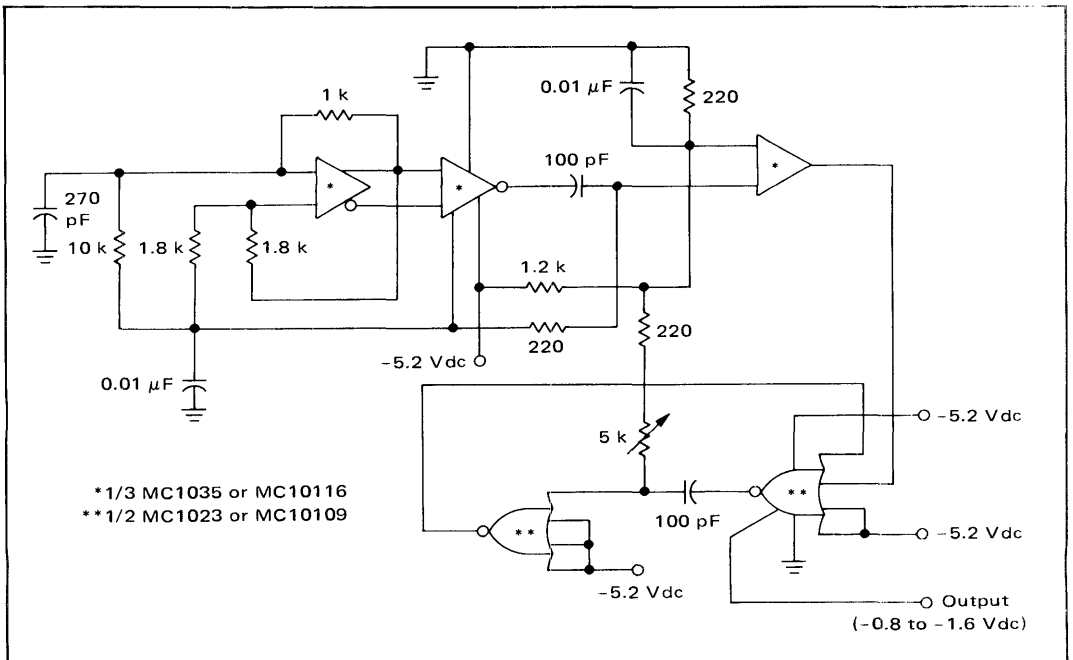 1 k
0.01 μF
220
*
*
*
100 pF
270
pF
10 k
1.8 k
1.8 k
1.2 k
220
220
-5.2 Vdc
0.01 μF
5 k
-5.2 Vdc
*1/3 MC1035 or MC10116
**1/2 MC1023 or MC10109
**
**
100 pF
-5.2 Vdc
-5.2 Vdc
Output
(-0.8 to -1.6 Vdc)